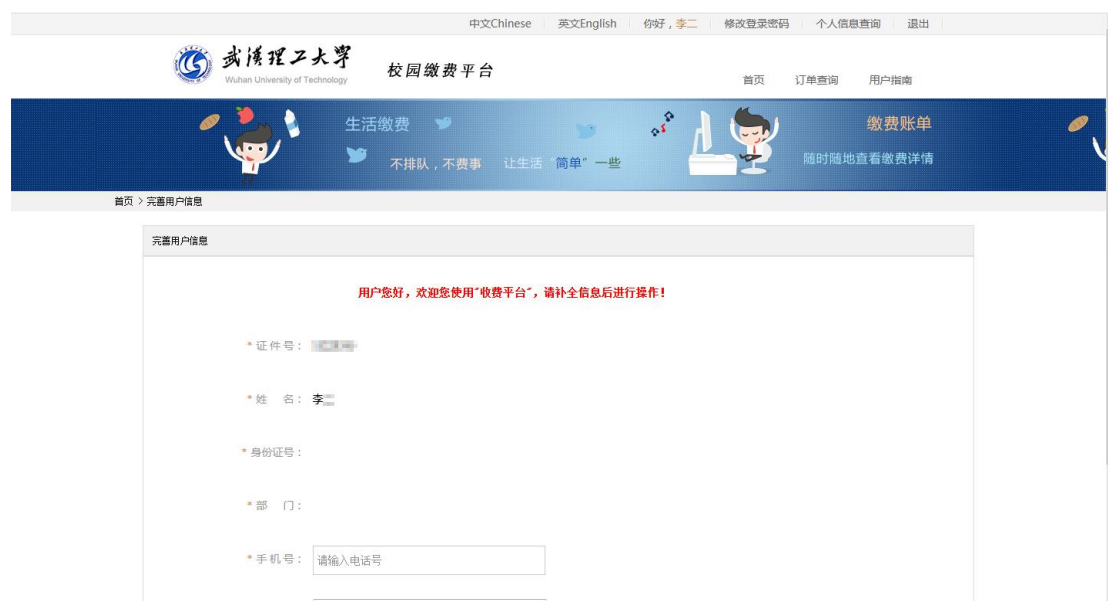 中文Chinese 英文English 你好，李二 修改登录密码 个人信息查询 退出
武漢理工大学
Wuhan University of Technology
校园缴费平台
首页 订单查询 用户指南
生活缴费
不排队，不费事 让生活“简单”一些
缴费账单
随时随地查看缴费详情
首页 > 完善用户信息
完善用户信息
用户您好，欢迎您使用“收费平台”，请补全信息后进行操作！
*证件号：
*姓 名： 李
*身份证号：
*部 门：
*手机号： 请输入电话号